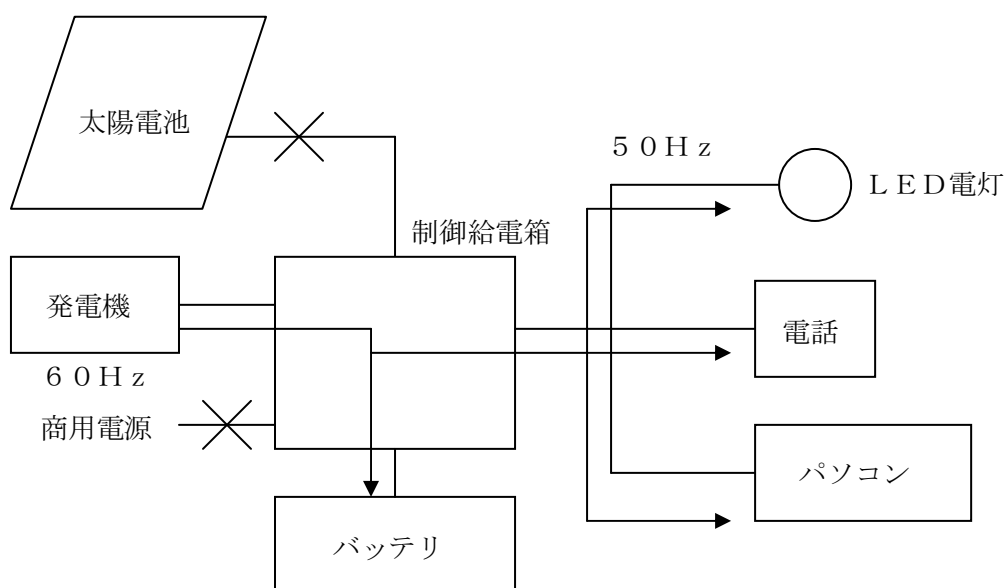 太陽電池
５０Ｈｚ
ＬＥＤ電灯
制御給電箱
発電機
電話
６０Ｈｚ
商用電源
パソコン
バッテリ